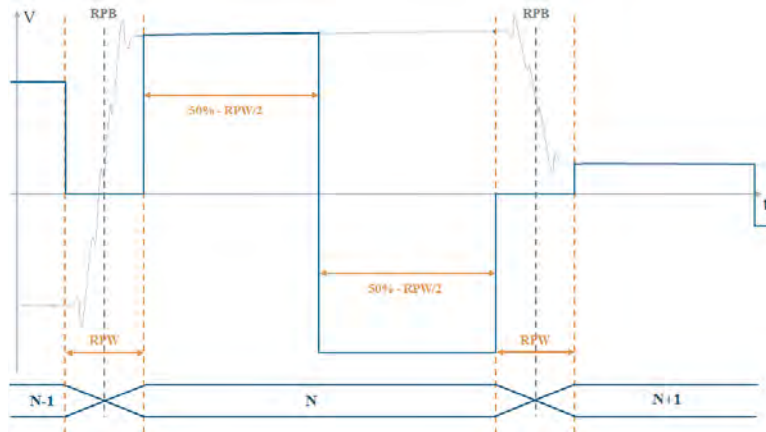 V
RPB
RPB
50% - RPW/2
t
50% - RPW/2
RPW
RPW
N-1
N
N+1